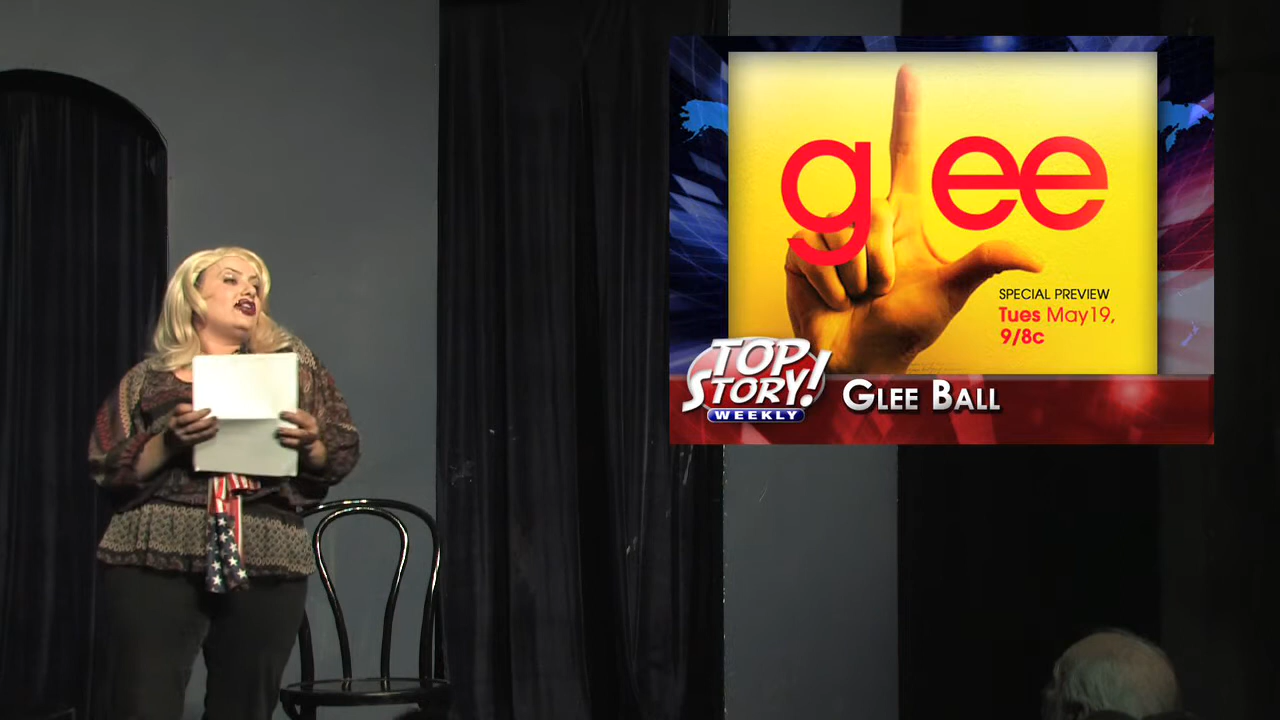 glee
SPECIAL PREVIEW
Tues May19,
9/8c
TOP
STORY!
WEEKLY
GLEE BALL